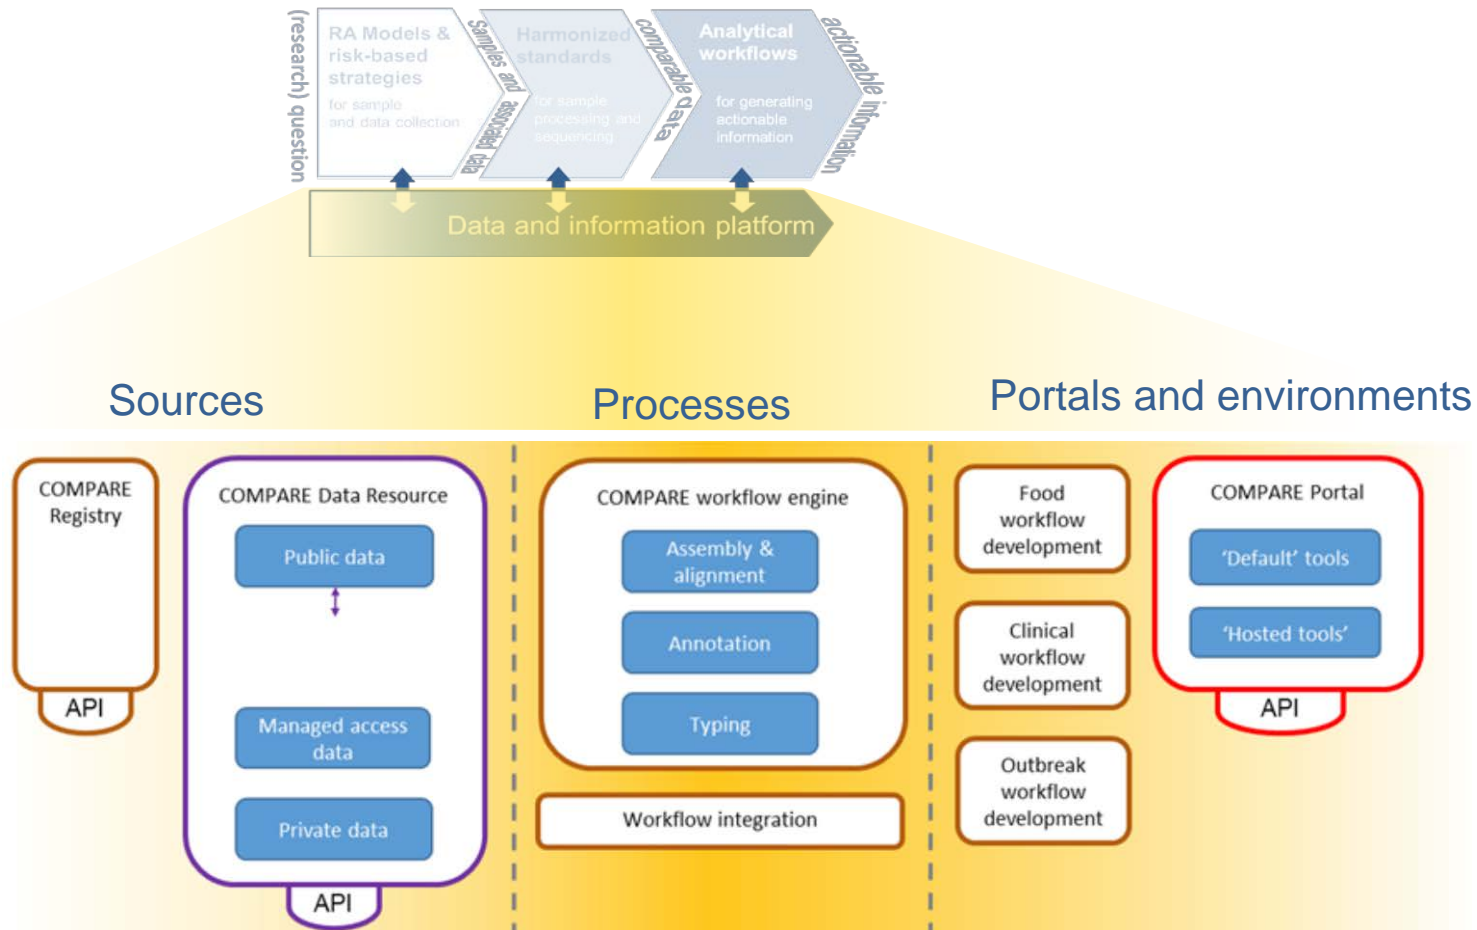 (research) question
RA Models &
risk-based
strategies
for sample
and data collection
Samples and
associated data
Harmonized
standards
for sample
processing and
sequencing
comparable data
Analytical
workflows
for generating
actionable
information
actionable information
Data and information platform
Sources
Processes
Portals and environments
COMPARE
Registry
API
COMPARE Data Resource
Public data
Managed access
data
Private data
API
COMPARE workflow engine
Assembly &
alignment
Annotation
Typing
Workflow integration
Food
workflow
development
Clinical
workflow
development
Outbreak
workflow
development
COMPARE Portal
‘Default’ tools
‘Hosted tools’
API